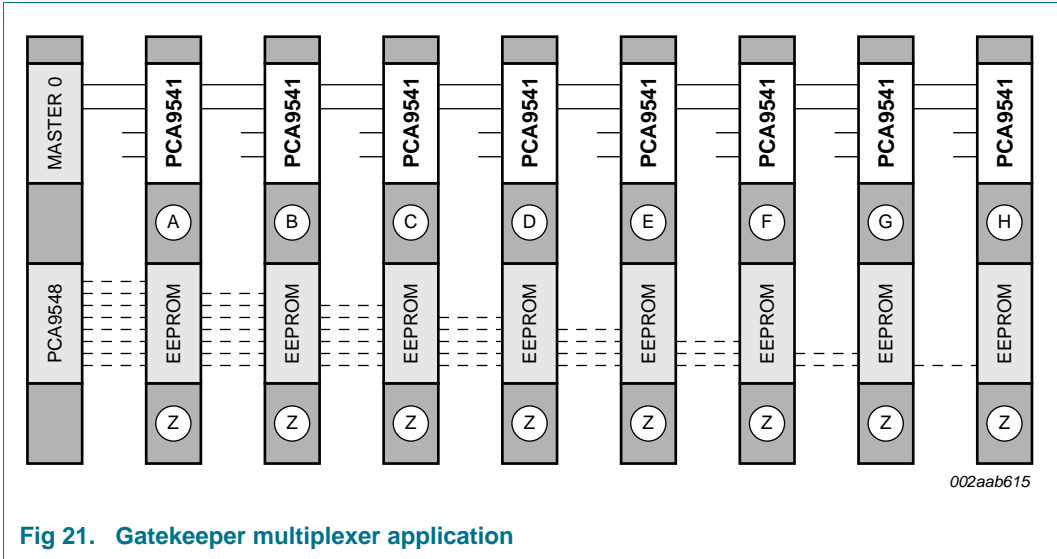 MASTER 0
PCA9541
PCA9541
PCA9541
PCA9541
PCA9541
PCA9541
PCA9541
PCA9541
A
B
C
D
E
F
G
H
PCA9548
EEPROM
EEPROM
EEPROM
EEPROM
EEPROM
EEPROM
EEPROM
EEPROM
Z
Z
Z
Z
Z
Z
Z
Z
002aab615
Fig 21. Gatekeeper multiplexer application